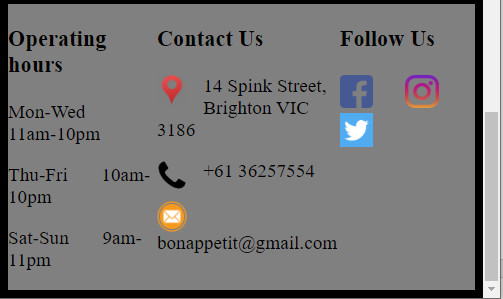 Operating
hours
Mon-Wed
11am-10pm
Thu-Fri 10am-
10pm
Sat-Sun 9am-
11pm
Contact Us
14 Spink Street,
Brighton VIC
3186
+61 36257554
bonappetit@gmail.com
Follow Us